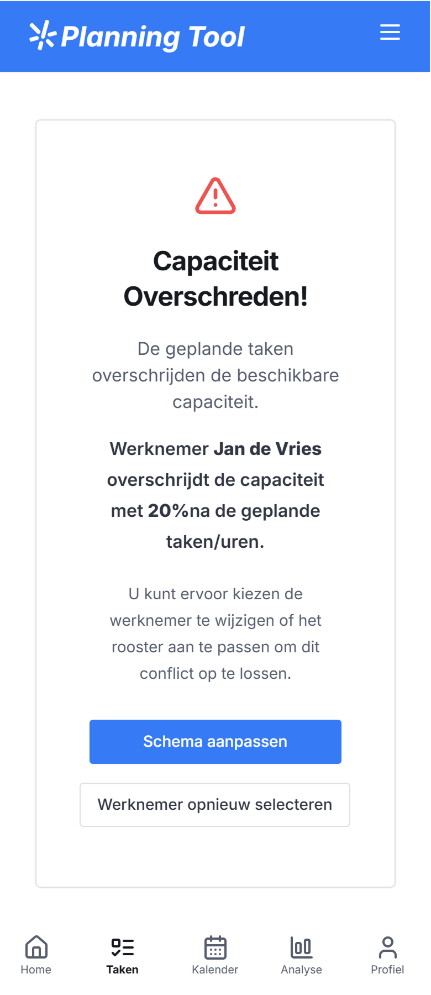 Planning Tool
Capaciteit
Overschreden!
De geplande taken
overschrijden de beschikbare
capaciteit.
Werknemer Jan de Vries
overschrijdt de capaciteit
met 20%na de geplande
taken/uren.
U kunt ervoor kiezen de
werknemer te wijzigen of het
rooster aan te passen om dit
conflict op te lossen.
Schema aanpassen
Werknemer opnieuw selecteren
Home Taken Kalender Analyse Profiel